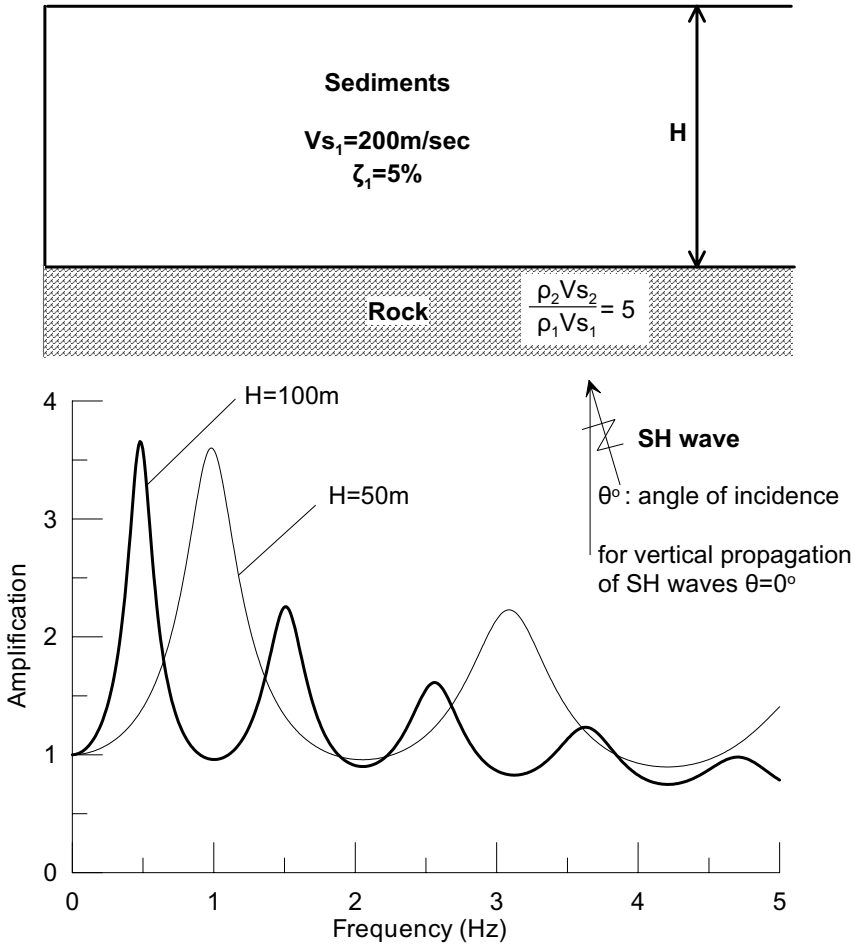 Sediments
Vs₁=200m/sec
ζ₁=5%
H
Rock
ρ₂Vs₂
ρ₁Vs₁
= 5
4
3
2
1
0
Amplification
H=100m
H=50m
SH wave
θº : angle of incidence
for vertical propagation
of SH waves θ=0º
0 1 2 3 4 5
Frequency (Hz)